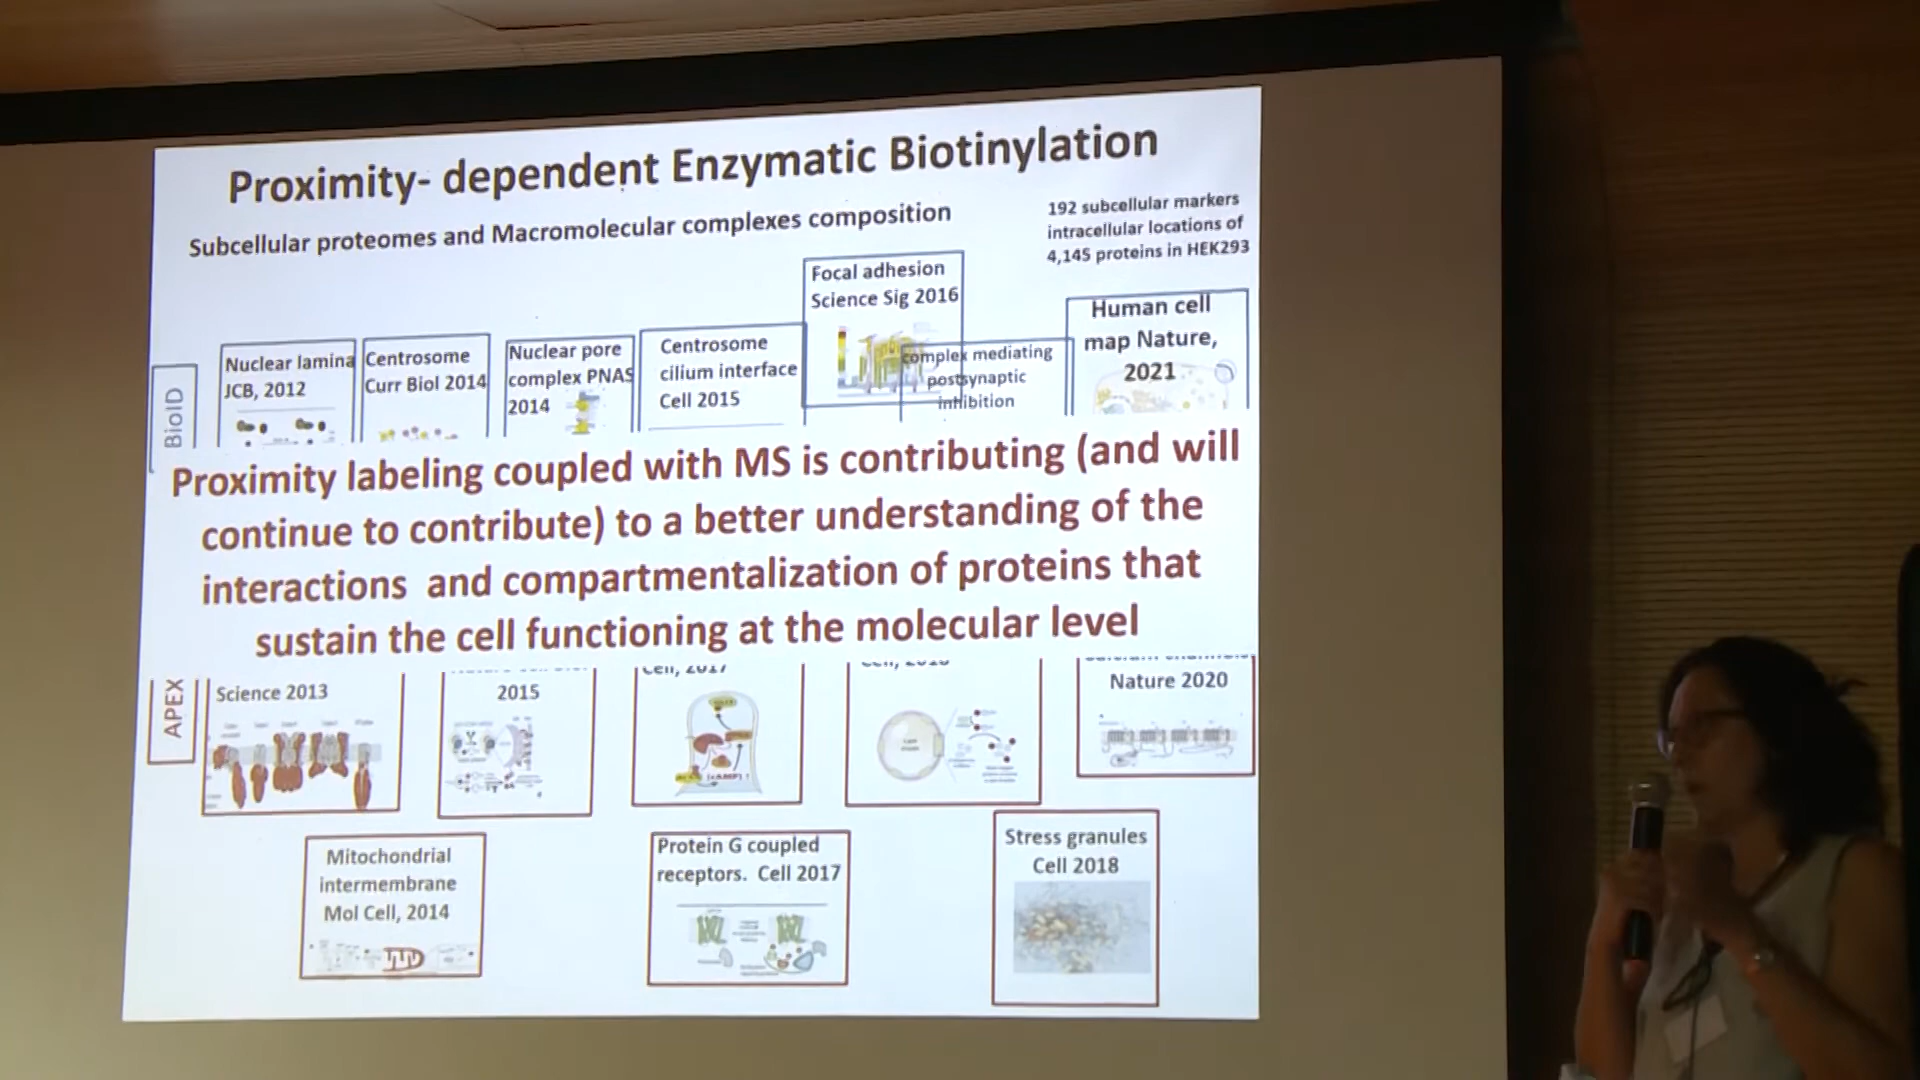 Proximity- dependent Enzymatic Biotinylation
Subcellular proteomes and Macromolecular complexes composition
192 subcellular markers
intracellular locations of
4,145 proteins in HEK293
BioID
Nuclear lamina
JCB, 2012
Centrosome
Curr Biol 2014
Nuclear pore
complex PNAS
2014
Centrosome
cilium interface
Cell 2015
Focal adhesion
Science Sig 2016
complex mediating
postsynaptic
inhibition
Human cell
map Nature,
2021
Proximity labeling coupled with MS is contributing (and will
continue to contribute) to a better understanding of the
interactions and compartmentalization of proteins that
sustain the cell functioning at the molecular level
APEX
Science 2013
2015
Cell, 2017
Nature 2020
Mitochondrial
intermembrane
Mol Cell, 2014
Protein G coupled
receptors. Cell 2017
Stress granules
Cell 2018